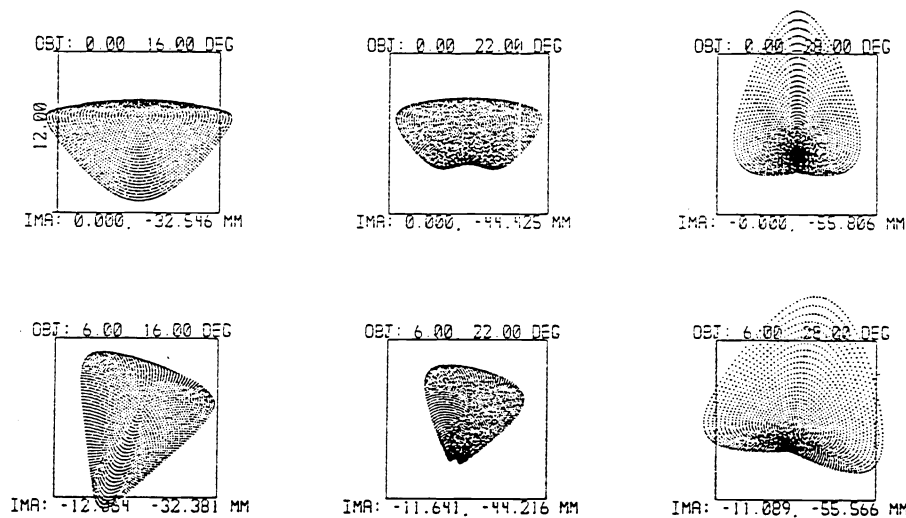 OBJ: 0.00 16.00 DEG
OBJ: 0.00 22.00 DEG
OBJ: 0.00 28.00 DEG
12.00
IMA: 0.000, -32.546 MM
IMA: 0.000, -44.425 MM
IMA: -0.000, -55.806 MM
OBJ: 6.00 16.00 DEG
OBJ: 6.00 22.00 DEG
OBJ: 6.00 28.00 DEG
IMA: -32.381 MM
IMA: -11.641, -44.216 MM
IMA: -11.089, -55.566 MM